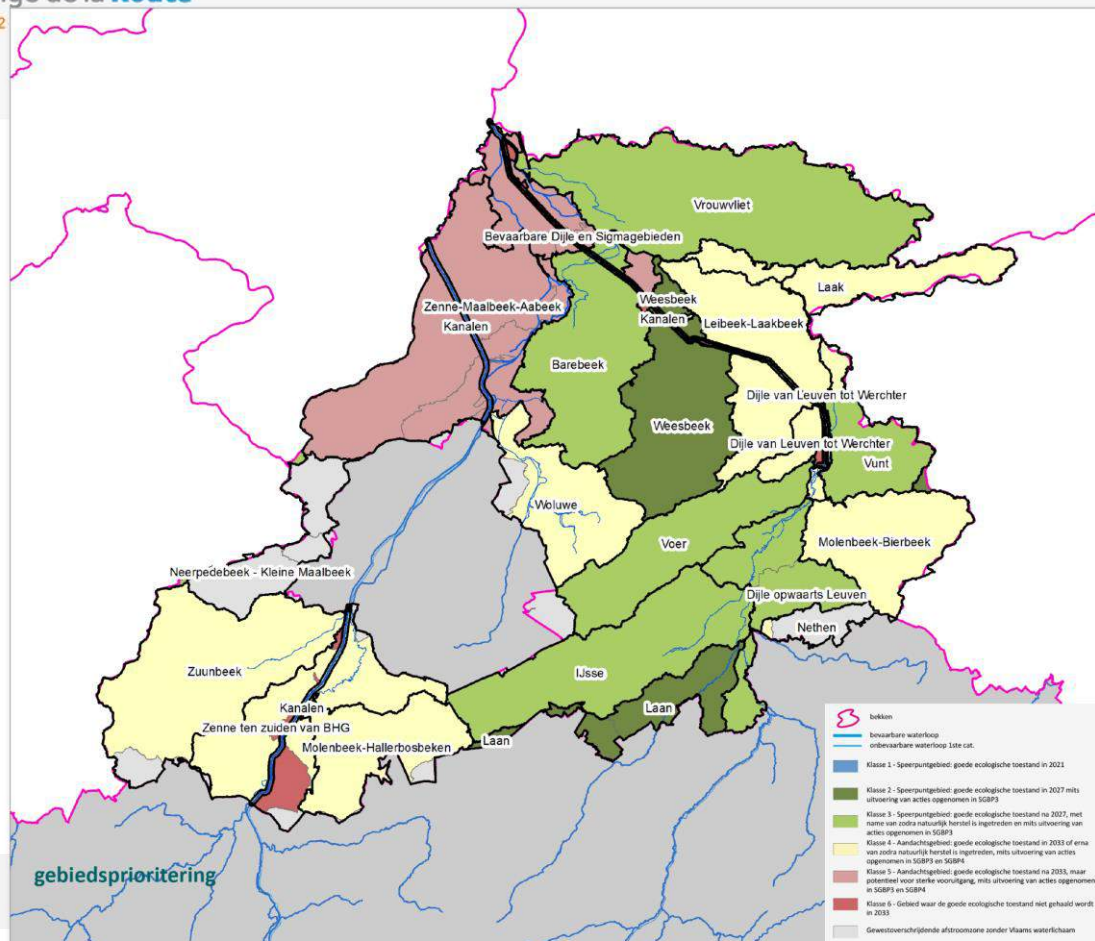 de la Route
2
Vrouwvliet
Bevaarbare Dijle en Sigmagebieden
Laak
Weesbeek
Zenne-Maalbeek-Aabeek
Kanalen
Kanalen
Leibeek-Laakbeek
Barebeek
Dijle van Leuven tot Werchter
Weesbeek
Dijle van Leuven tot Werchter
Vunt
Woluwe
Voer
Molenbeek-Bierbeek
Neerpedebeek - Kleine Maalbeek
Dijle opwaarts Leuven
Nethen
Zuunbeek
IJsse
Kanalen
Laan
Zenne ten zuiden van BHG
Laan
Molenbeek-Hallerbosbeken
gebiedsprioritering
bekken
bevaarbare waterloop
onbevaarbare waterloop 1ste cat.
Klasse 1 - Speerpuntgebied: goede ecologische toestand in 2021
Klasse 2 - Speerpuntgebied: goede ecologische toestand in 2027 mits
uitvoering van acties opgenomen in SGBP3
Klasse 3 - Speerpuntgebied: goede ecologische toestand na 2027, met
name van zodra natuurlijk herstel is ingetreden en mits uitvoering van
acties opgenomen in SGBP3
Klasse 4 - Aandachtsgebied: goede ecologische toestand in 2033 of erna
van zodra natuurlijk herstel is ingetreden, mits uitvoering van acties
opgenomen in SGBP3 en SGBP4
Klasse 5 - Aandachtsgebied: goede ecologische toestand na 2033, maar
potentieel voor sterke vooruitgang, mits uitvoering van acties opgenomen
in SGBP3 en SGBP4
Klasse 6 - Gebied waar de goede ecologische toestand niet gehaald wordt
in 2033
Gewestoverschrijdende afstroomzone zonder Vlaams waterlichaam